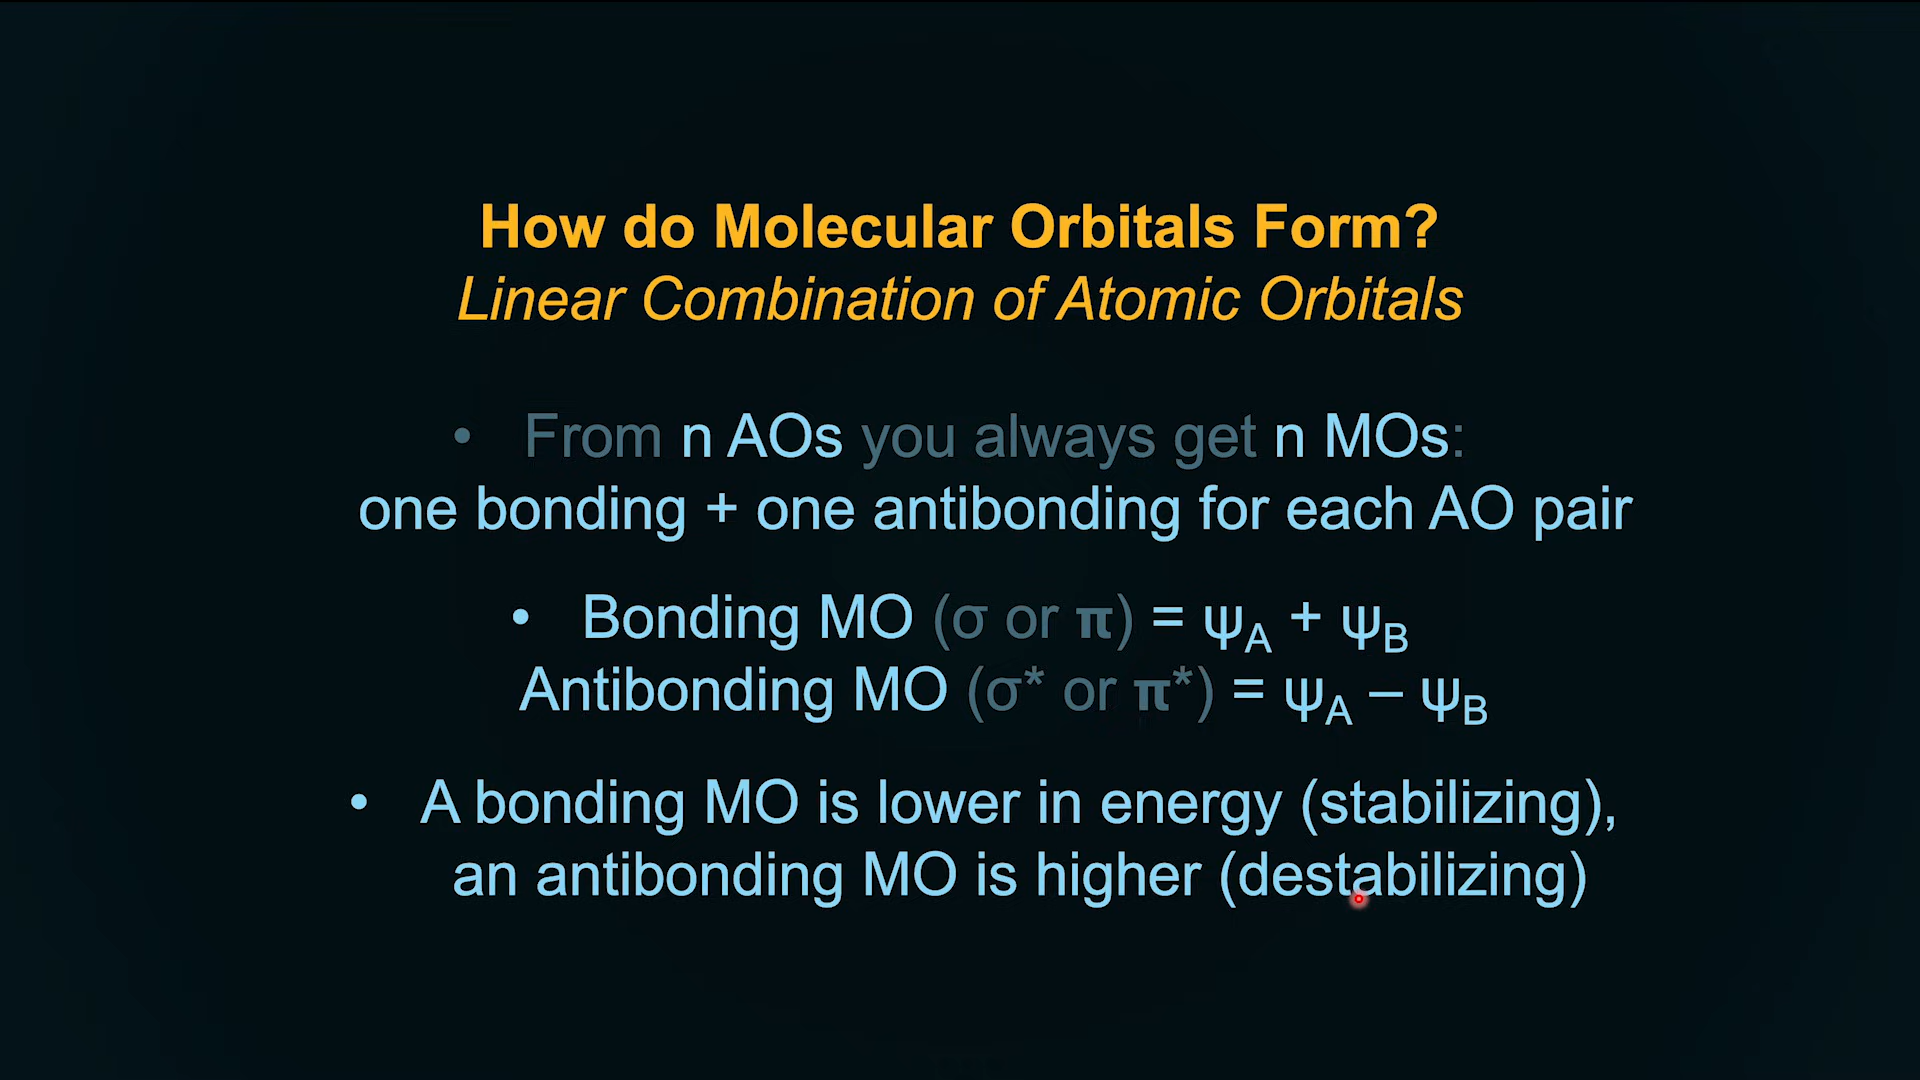 How do Molecular Orbitals Form?
Linear Combination of Atomic Orbitals
• From n AOs you always get n MOs:
one bonding + one antibonding for each AO pair
• Bonding MO (σ or π) = ψA + ψB
Antibonding MO (σ* or π*) = ψA – ψB
• A bonding MO is lower in energy (stabilizing),
an antibonding MO is higher (destabilizing)